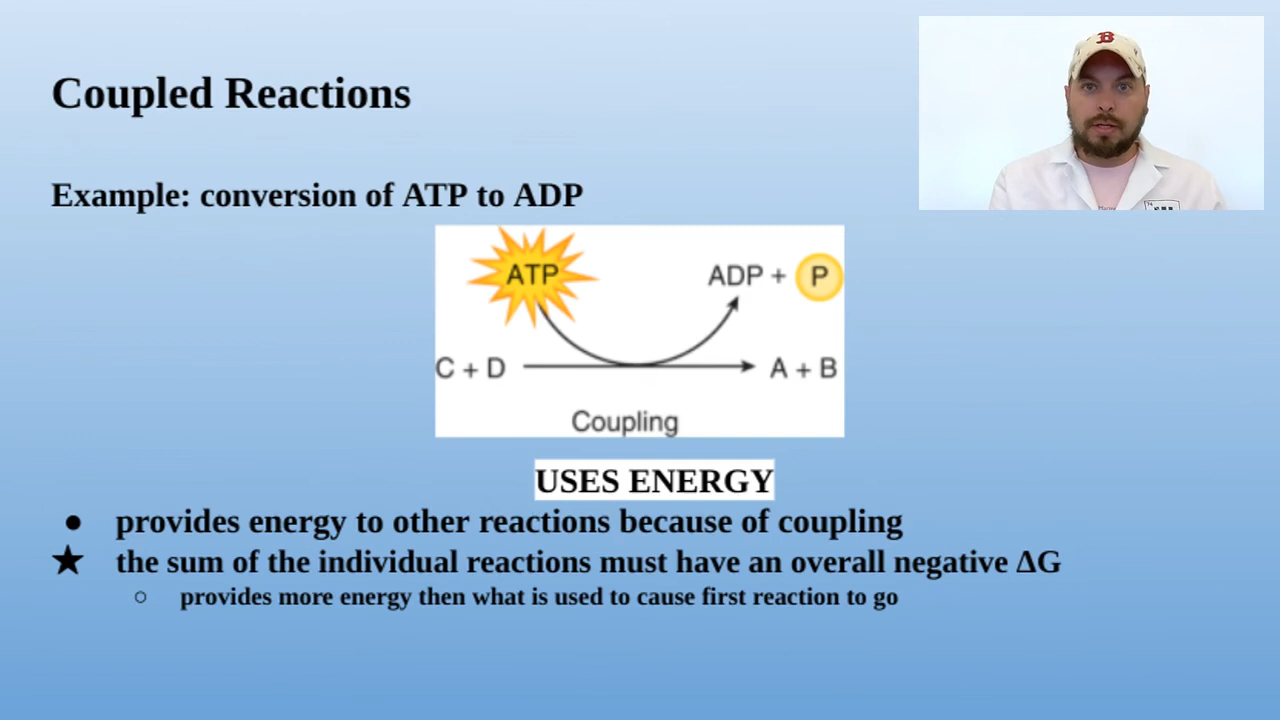 Coupled Reactions
B
Example: conversion of ATP to ADP
ATP
ADP + P
C + D
A + B
Coupling
USES ENERGY
● provides energy to other reactions because of coupling
★ the sum of the individual reactions must have an overall negative ΔG
○ provides more energy then what is used to cause first reaction to go